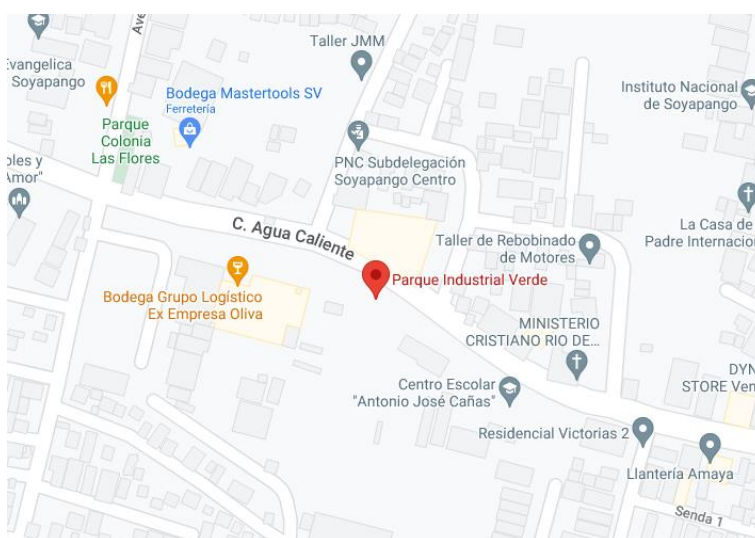 Ave
Taller JMM
Evangelica
Soyapango
Bodega Mastertools SV
Ferretería
Instituto Nacional
de Soyapango
Parque
Colonia
Las Flores
PNC Subdelegación
Soyapango Centro
oles y
Amor"
C. Agua Caliente
La Casa de
Padre Internacio
Taller de Rebobinado
de Motores
Parque Industrial Verde
Bodega Grupo Logístico
Ex Empresa Oliva
MINISTERIO
CRISTIANO RIO DE...
DYN
STORE Ven
Centro Escolar
"Antonio José Cañas"
Residencial Victorias 2
Llantería Amaya
Senda 1